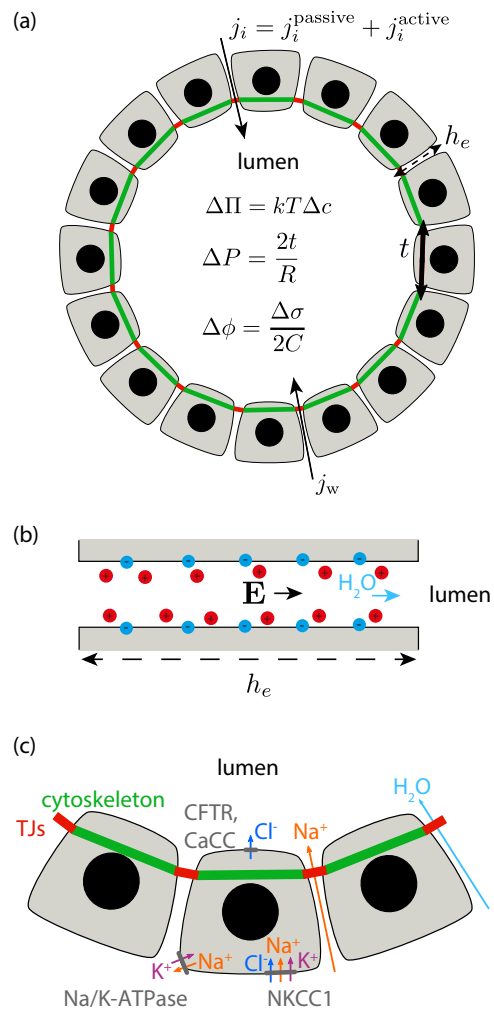 (a)
j_i = j_i^passive + j_i^active
h_e
lumen
ΔΠ = kTΔc
t
ΔP = 2t/R
Δϕ = Δσ/2C
j_w
(b)
+ + + + +
- - - - -
E
H₂O
lumen
+ + + + + +
- - - - -
h_e
(c)
lumen
H₂O
cytoskeleton
CFTR,
CaCC
TJs
Cl⁻
Na⁺
Na⁺
K⁺
Na⁺
Cl⁻
K⁺
Na/K-ATPase
NKCC1